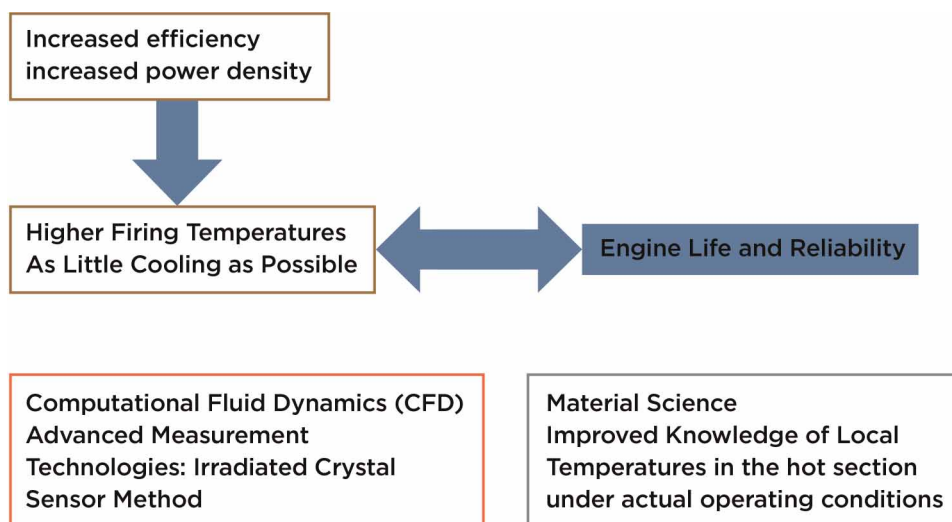 Increased efficiency
increased power density
Higher Firing Temperatures
As Little Cooling as Possible
Engine Life and Reliability
Computational Fluid Dynamics (CFD)
Advanced Measurement
Technologies: Irradiated Crystal
Sensor Method
Material Science
Improved Knowledge of Local
Temperatures in the hot section
under actual operating conditions